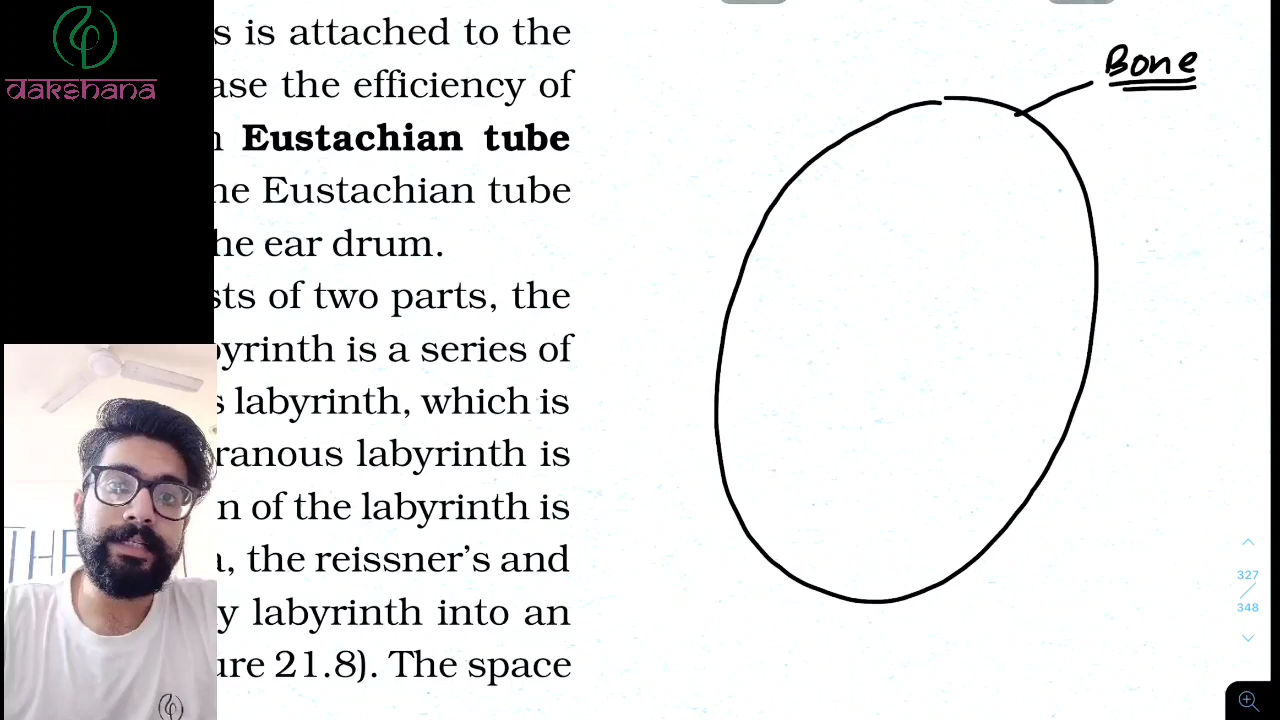 dakshana
s is attached to the
ase the efficiency of
Eustachian tube
ne Eustachian tube
he ear drum.
sts of two parts, the
byrinth is a series of
s labyrinth, which is
ranous labyrinth is
n of the labyrinth is
a, the reissner's and
y labyrinth into an
ure 21.8). The space
Bone
327
348